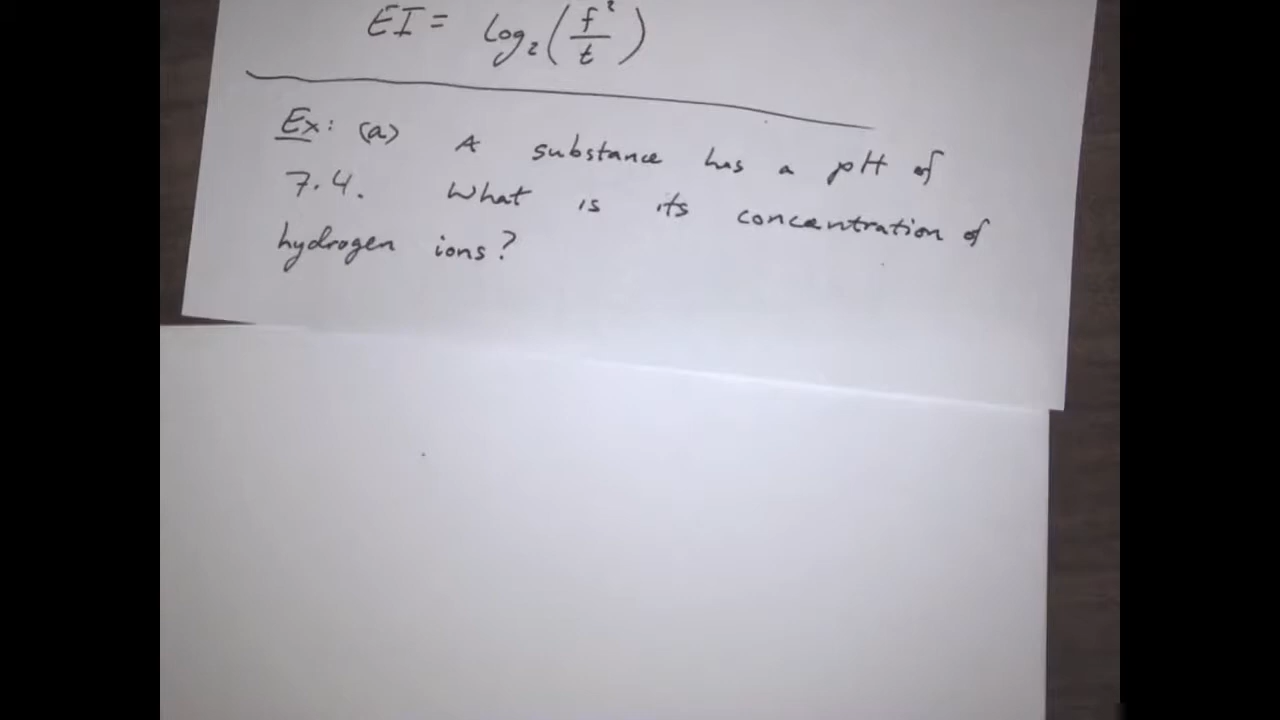 EI = log₂(f²/t)
Ex: (a) A substance has a pH of
7.4. What is its concentration of
hydrogen ions?